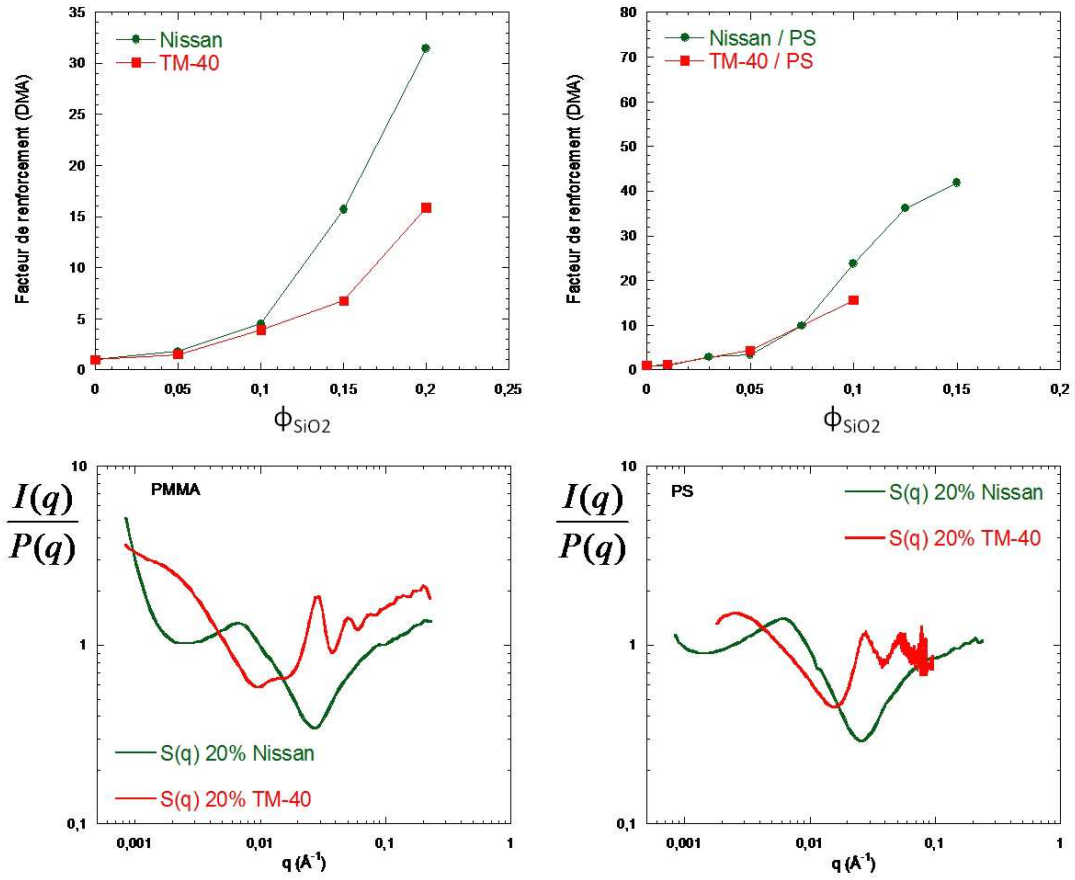 Nissan
TM-40
Facteur de renforcement (DMA)
35
30
25
20
15
10
5
0
0
0,05
0,1
0,15
0,2
0,25
ϕSiO2
Nissan / PS
TM-40 / PS
Facteur de renforcement (DMA)
80
70
60
50
40
30
20
10
0
0
0,05
0,1
0,15
0,2
ϕSiO2
I(q)
P(q)
PMMA
10
1
0,1
S(q) 20% Nissan
S(q) 20% TM-40
0,001
0,01
0,1
1
q (Å⁻¹)
I(q)
P(q)
PS
S(q) 20% Nissan
S(q) 20% TM-40
10
1
0,1
0,001
0,01
0,1
1
q (Å⁻¹)